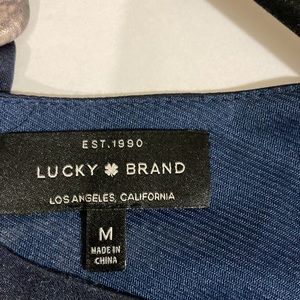 EST. 1990
LUCKY BRAND
LOS ANGELES, CALIFORNIA
M
MADE IN
CHINA